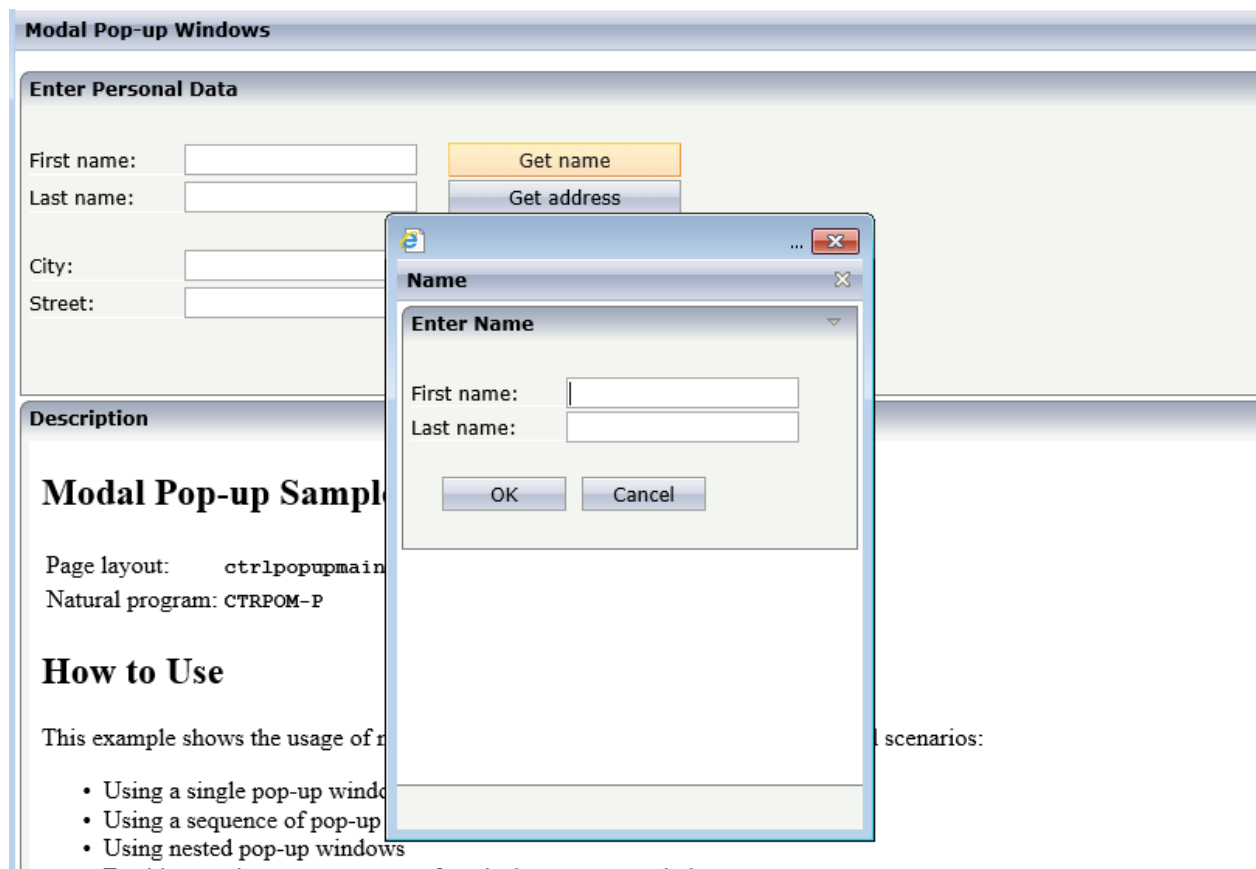 Modal Pop-up Windows
Enter Personal Data
First name: Get name
Last name: Get address
City:
Street:
...
Name
Enter Name
First name:
Last name:
OK Cancel
Description
Modal Pop-up
Page layout: ctrlpopupmain
Natural program: CTRPOM-P
How to Use
This example shows the usage of scenarios:
• Using a single pop-up
• Using a sequence of pop-up
• Using nested pop-up windows